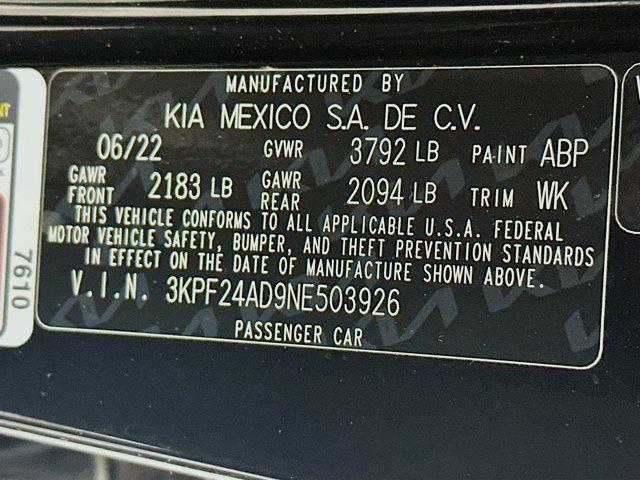 MANUFACTURED BY
KIA MEXICO S.A. DE C.V.
06/22 GVWR 3792 LB PAINT ABP
GAWR FRONT 2183 LB GAWR REAR 2094 LB TRIM WK
THIS VEHICLE CONFORMS TO ALL APPLICABLE U.S.A. FEDERAL
MOTOR VEHICLE SAFETY, BUMPER, AND THEFT PREVENTION STANDARDS
IN EFFECT ON THE DATE OF MANUFACTURE SHOWN ABOVE.
V.I.N. 3KPF24AD9NE503926
PASSENGER CAR
7610